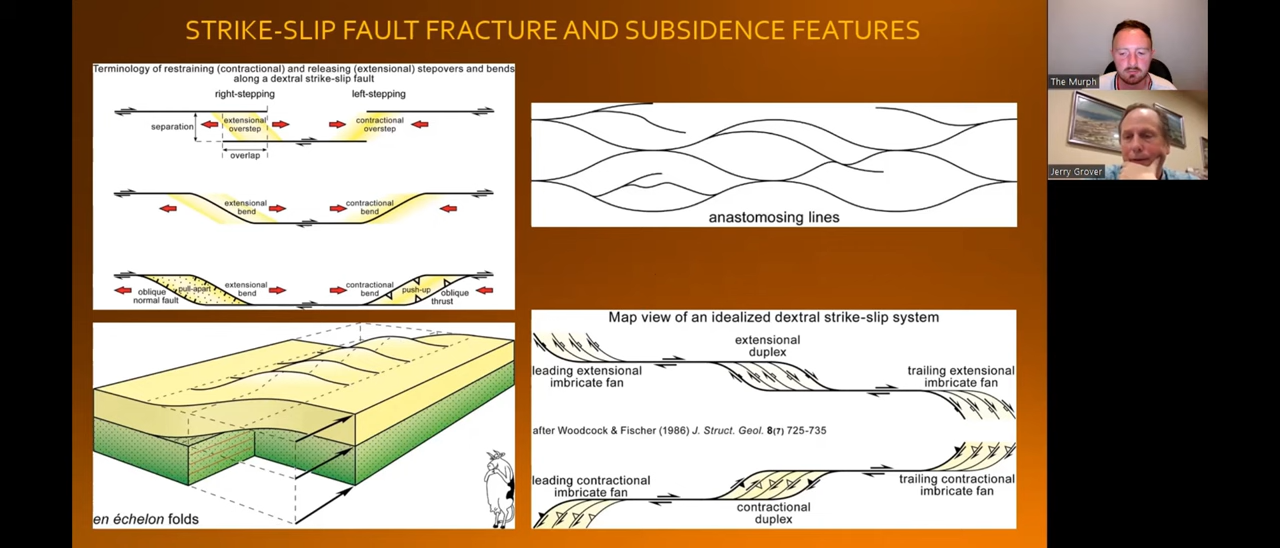 STRIKE-SLIP FAULT FRACTURE AND SUBSIDENCE FEATURES
Terminology of restraining (contractional) and releasing (extensional) stepovers and bends
along a dextral strike-slip fault
right-stepping
left-stepping
separation
extensional
overstep
contractional
overstep
overlap
extensional
bend
contractional
bend
oblique
normal fault
pull-apart
extensional
bend
contractional
bend
push-up
oblique
thrust
anastomosing lines
en échelon folds
Map view of an idealized dextral strike-slip system
extensional
duplex
leading extensional
imbricate fan
trailing extensional
imbricate fan
after Woodcock & Fischer (1986) J. Struct. Geol. 8(7) 725-735
leading contractional
imbricate fan
trailing contractional
imbricate fan
contractional
duplex
The Murph
Jerry Grover